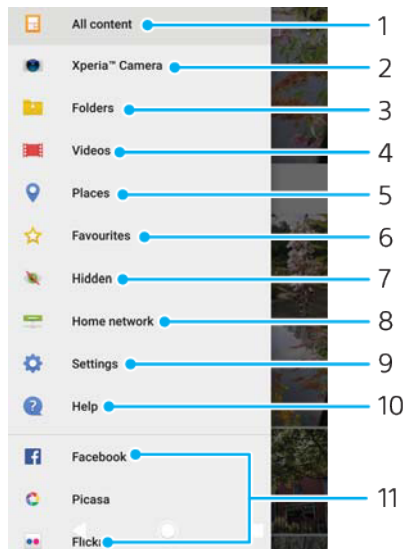 All content 1
Xperia™ Camera 2
Folders 3
Videos 4
Places 5
Favourites 6
Hidden 7
Home network 8
Settings 9
Help 10
Facebook
Picasa 11
Flickr